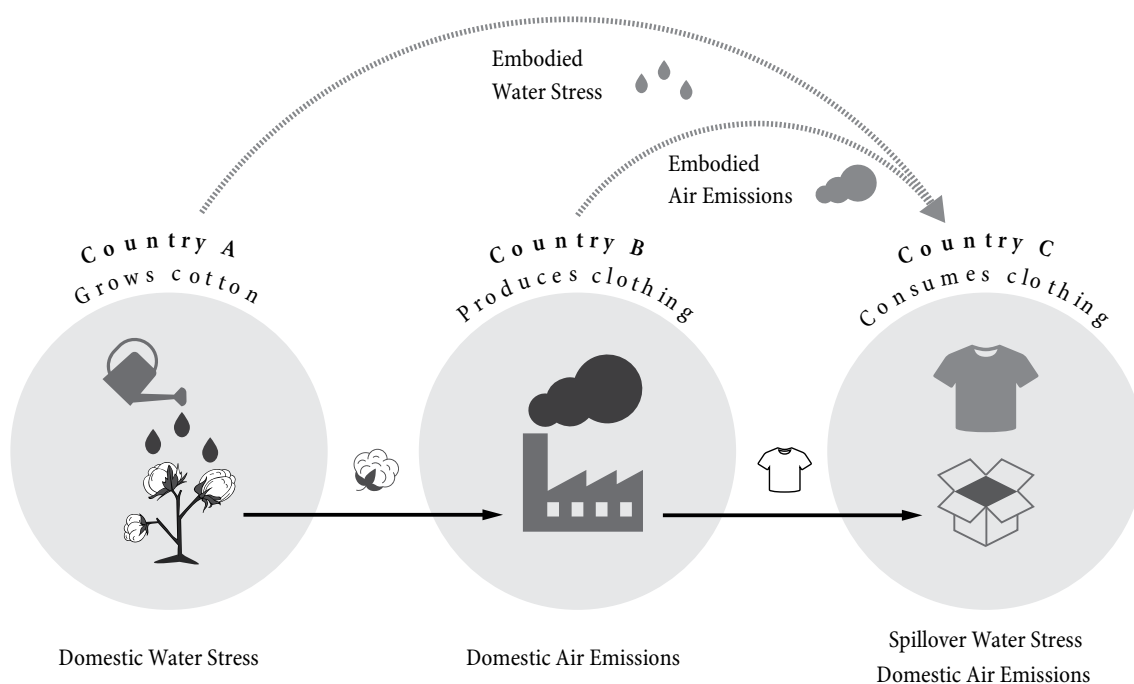 Embodied
Water Stress
Embodied
Air Emissions
Country A
Grows cotton
Country B
Produces clothing
Country C
Consumes clothing
Domestic Water Stress
Domestic Air Emissions
Spillover Water Stress
Domestic Air Emissions